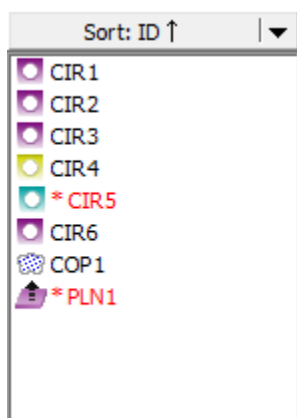 Sort: ID ↑
CIR1
CIR2
CIR3
CIR4
* CIR5
CIR6
COP1
* PLN1